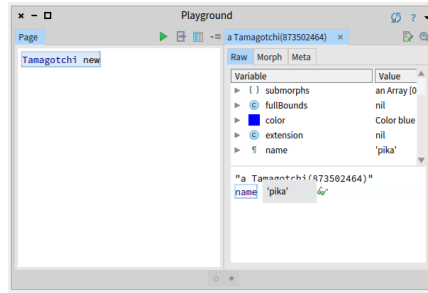 Playground
?
Page
a Tamagotchi(873502464) ×
Tamagotchi new
Raw Morph Meta
Variable Value
{ } submorphs an Array [0
C fullBounds nil
color Color blue
C extension nil
¶ name 'pika'
"a Tamagotchi(873502464)"
name 'pika'